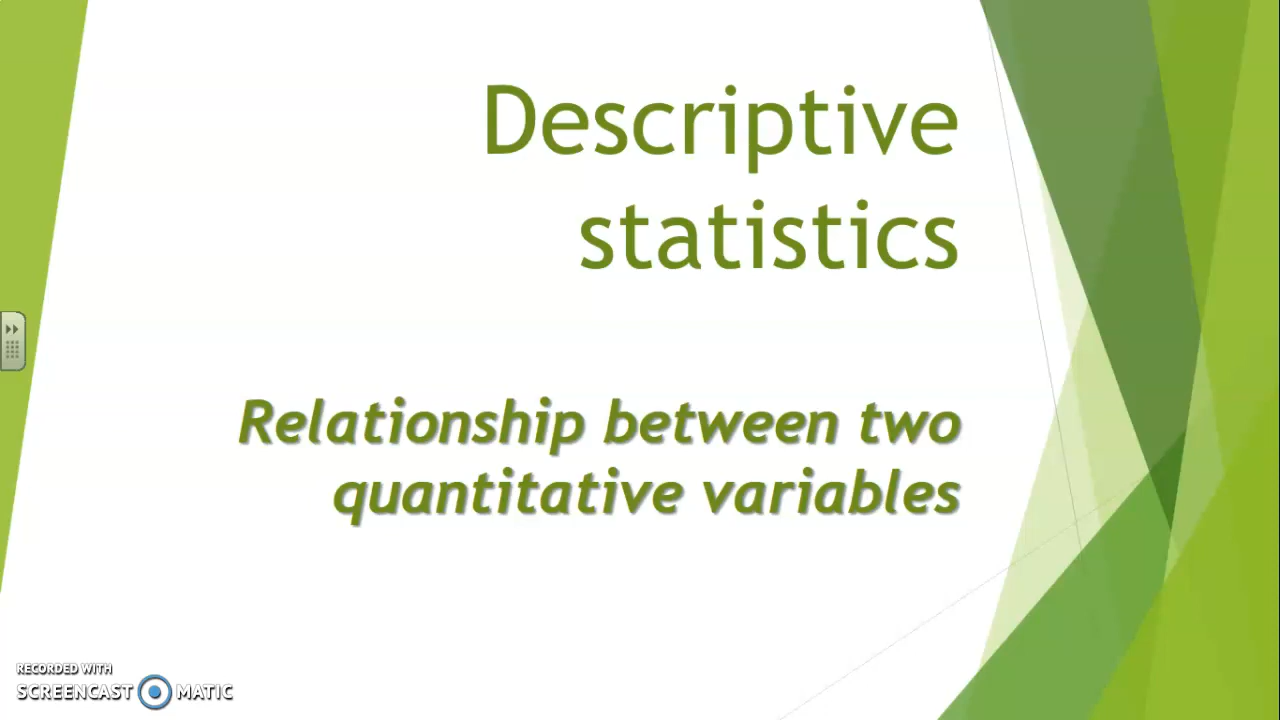 Descriptive
statistics
Relationship between two
quantitative variables
RECORDED WITH
SCREENCAST MATIC